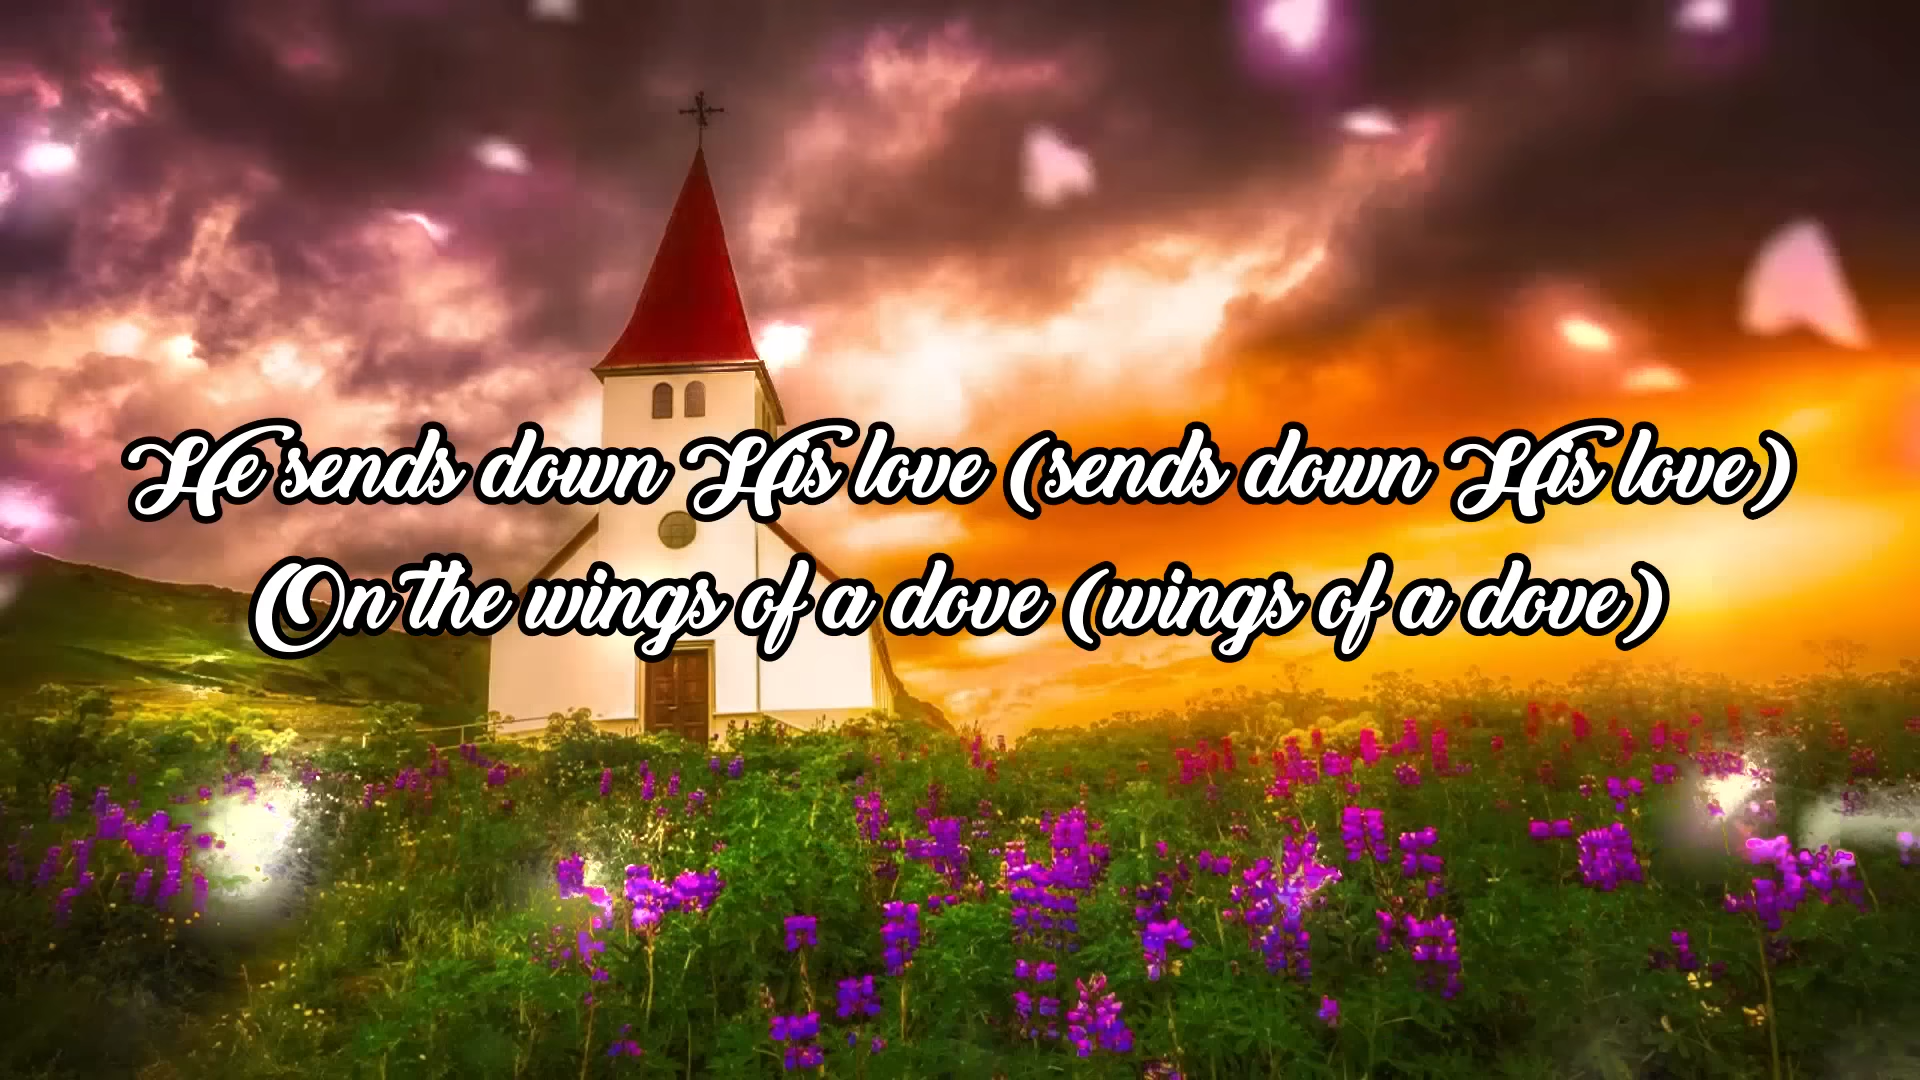 He sends down His love (sends down His love)
On the wings of a dove (wings of a dove)